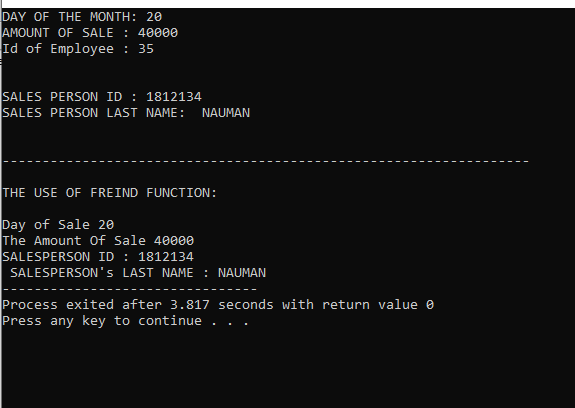 DAY OF THE MONTH: 20
AMOUNT OF SALE : 40000
Id of Employee : 35
SALES PERSON ID : 1812134
SALES PERSON LAST NAME:  NAUMAN
------------------------------------------------------------------
THE USE OF FREIND FUNCTION:
Day of Sale 20
The Amount Of Sale 40000
SALESPERSON ID : 1812134
 SALESPERSON's LAST NAME : NAUMAN
--------------------------------
Process exited after 3.817 seconds with return value 0
Press any key to continue . . .